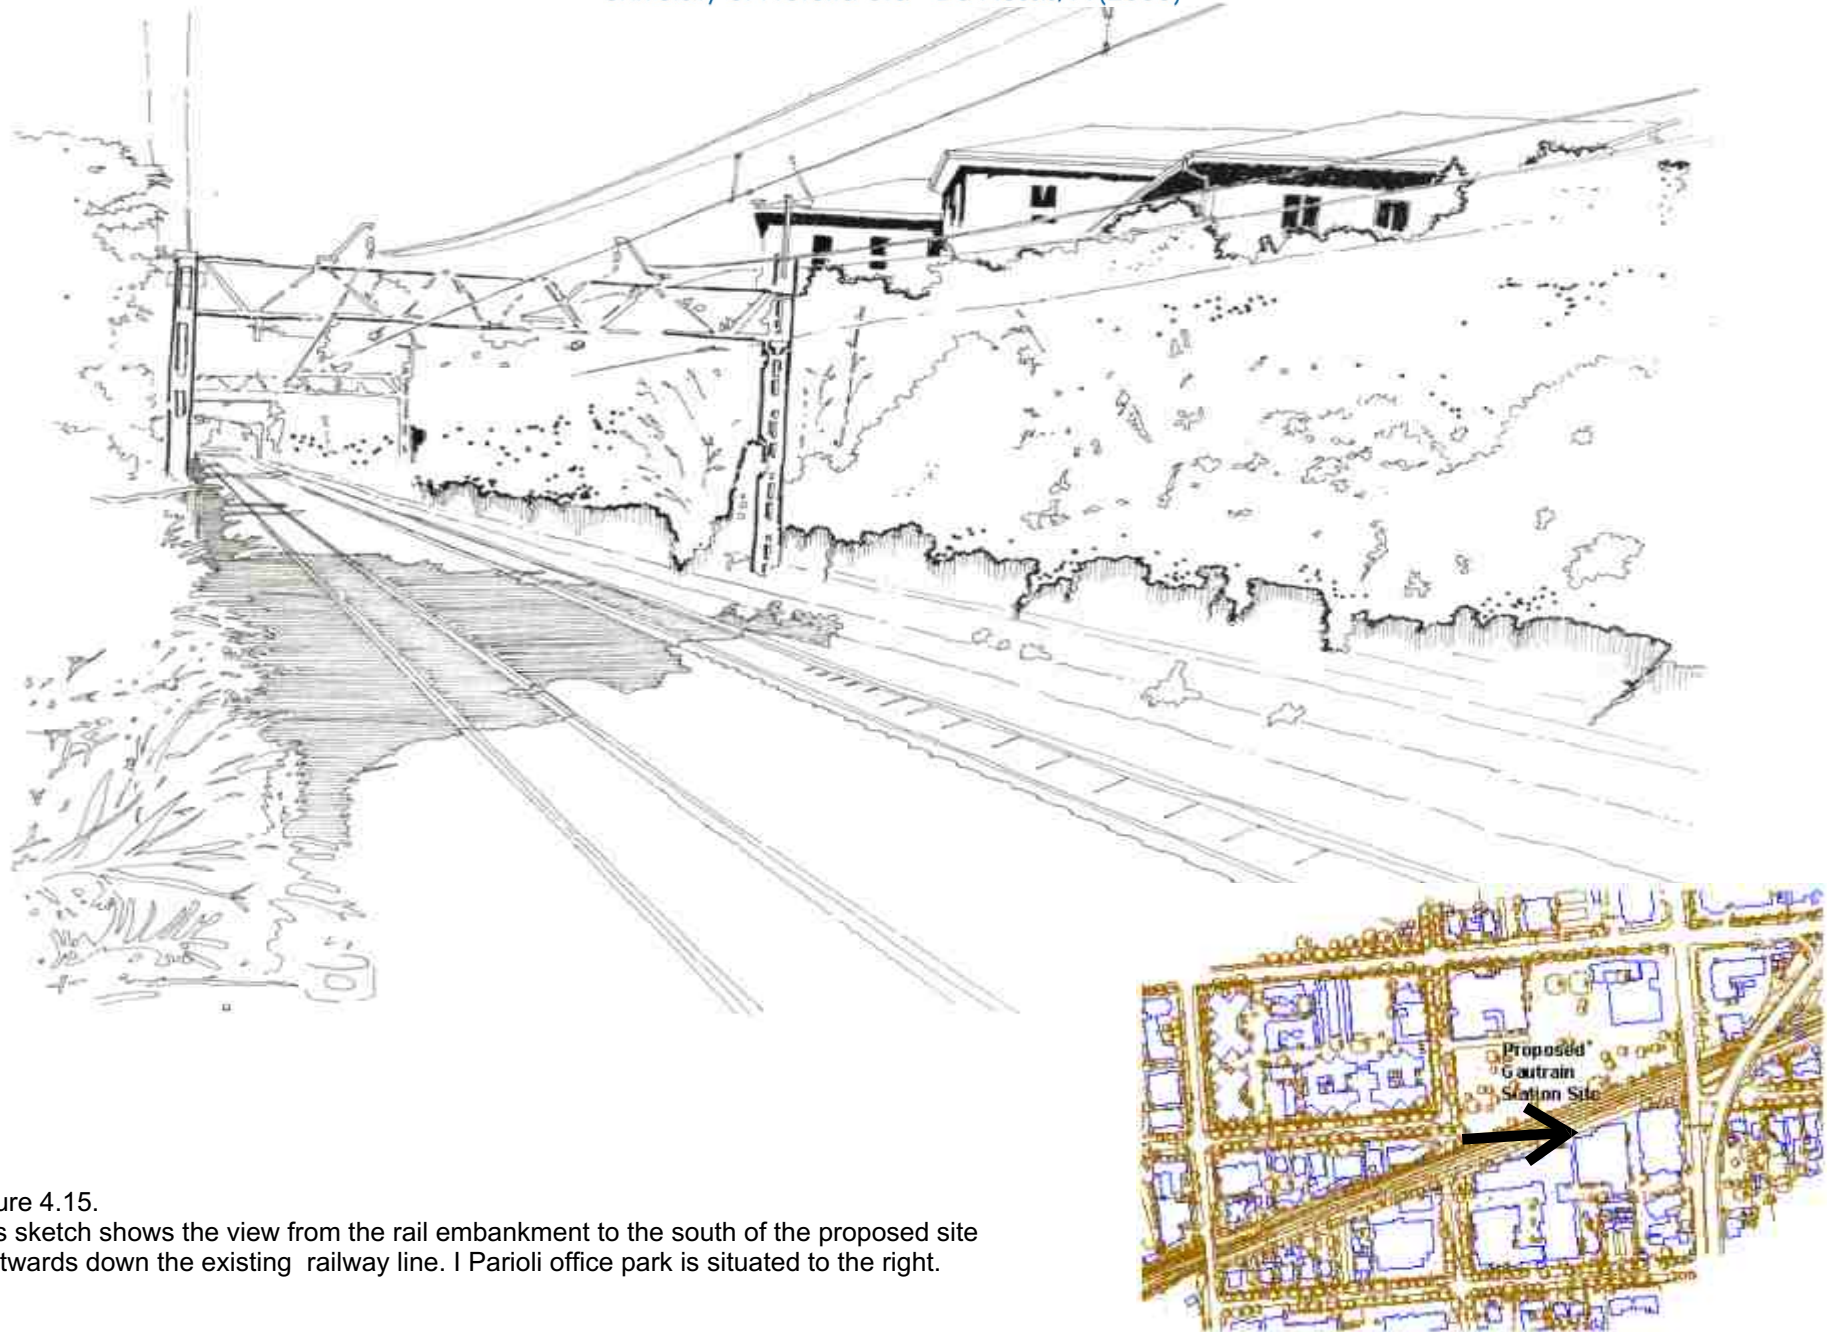 Proposed
Gautrain
Station Site
ure 4.15.
s sketch shows the view from the rail embankment to the south of the proposed site
twards down the existing railway line. I Parioli office park is situated to the right.